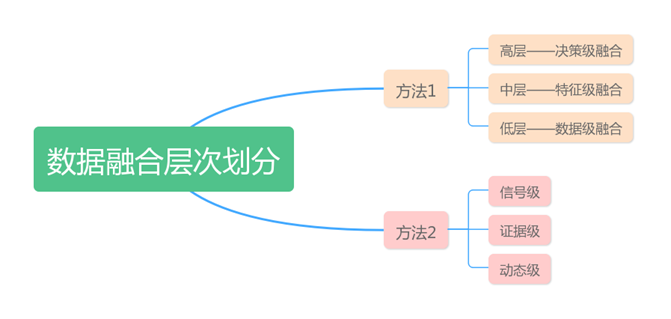 数据融合层次划分
方法1
高层——决策级融合
中层——特征级融合
低层——数据级融合
方法2
信号级
证据级
动态级